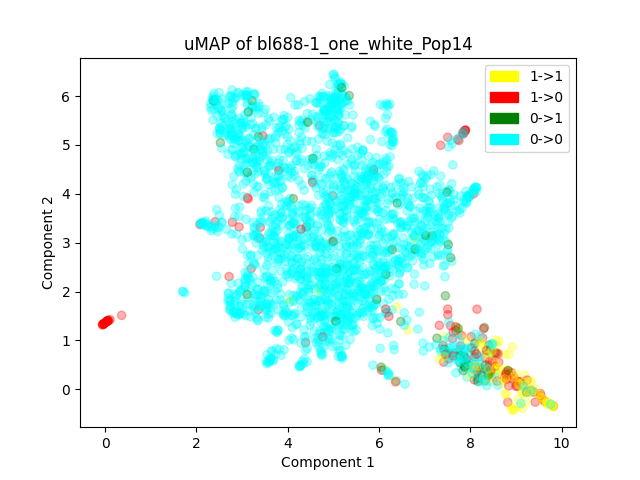 uMAP of bl688-1_one_white_Pop14
1->1
1->0
0->1
0->0
6
5
4
3
2
1
0
Component 2
0 2 4 6 8 10
Component 1